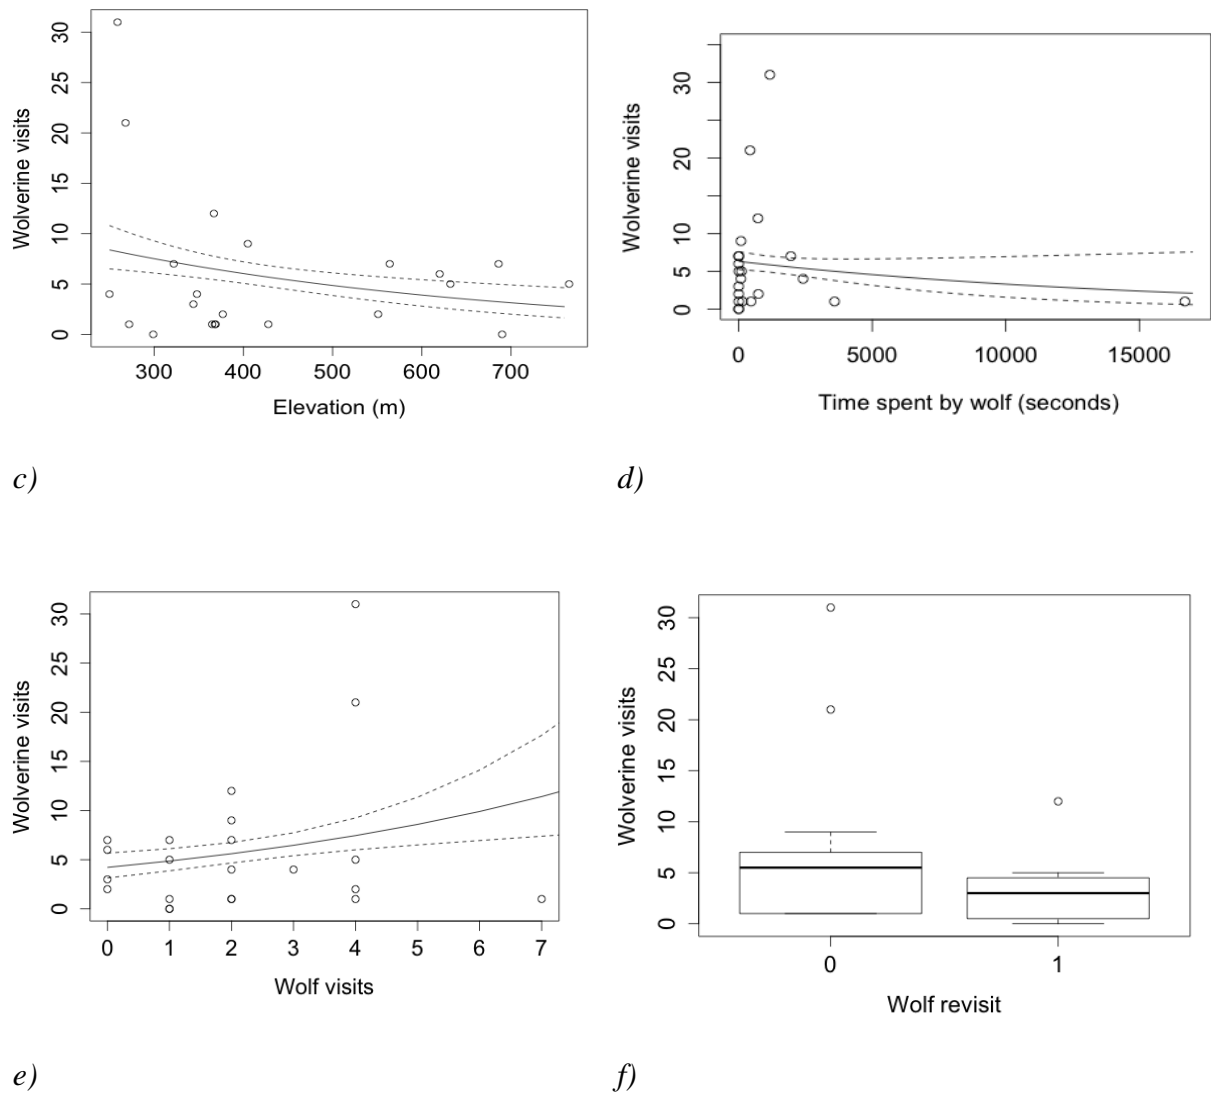 Wolverine visits
30
25
20
15
10
5
0
300 400 500 600 700
Elevation (m)
Wolverine visits
30
20
10
5
0
0 5000 10000 15000
Time spent by wolf (seconds)
c)
d)
Wolverine visits
30
25
20
15
10
5
0
0 1 2 3 4 5 6 7
Wolf visits
Wolverine visits
30
25
20
15
10
5
0
0 1
Wolf revisit
e)
f)